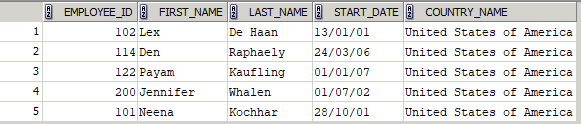 EMPLOYEE_ID FIRST_NAME LAST_NAME START_DATE COUNTRY_NAME
1 102 Lex De Haan 13/01/01 United States of America
2 114 Den Raphaely 24/03/06 United States of America
3 122 Payam Kaufling 01/01/07 United States of America
4 200 Jennifer Whalen 01/07/02 United States of America
5 101 Neena Kochhar 28/10/01 United States of America